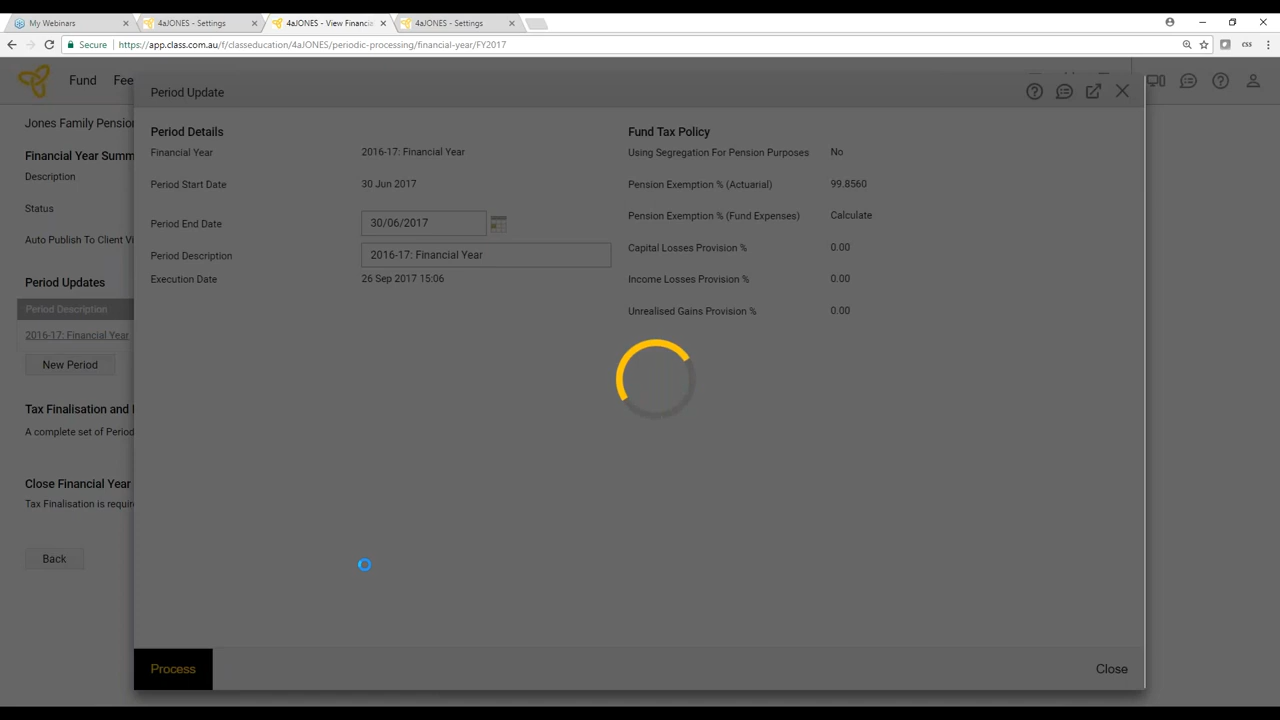 My Webinars
4aJONES - Settings
4aJONES - View Financia
4aJONES - Settings
Secure
https://app.class.com.au/f/classeducation/4aJONES/periodic-processing/financial-year/FY2017
css
Fund
Fee
Jones Family Pension
Financial Year Summ
Description
Status
Auto Publish To Client Vi
Period Updates
Period Description
2016-17: Financial Year
New Period
Tax Finalisation and
A complete set of Period
Close Financial Year
Tax Finalisation is require
Back
Period Update
Period Details
Financial Year 2016-17: Financial Year
Period Start Date 30 Jun 2017
Period End Date 30/06/2017
Period Description 2016-17: Financial Year
Execution Date 26 Sep 2017 15:06
Fund Tax Policy
Using Segregation For Pension Purposes No
Pension Exemption % (Actuarial) 99.8560
Pension Exemption % (Fund Expenses) Calculate
Capital Losses Provision % 0.00
Income Losses Provision % 0.00
Unrealised Gains Provision % 0.00
Process
Close